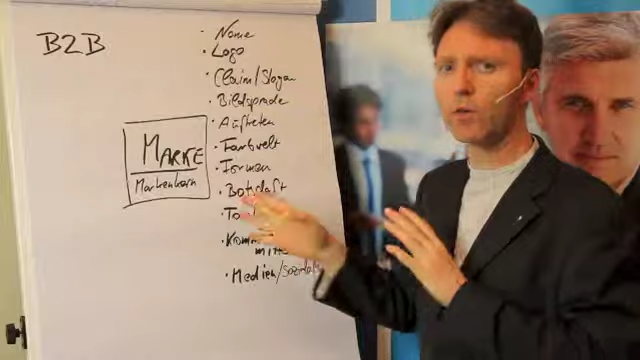 B2B
· Name
· Logo
· Claim/Slogan
· Bildsprache
· Auftreten
· Farbwelt
· Formen
· Botschaft
MARKE
Markenkern
· Medien/Sozial